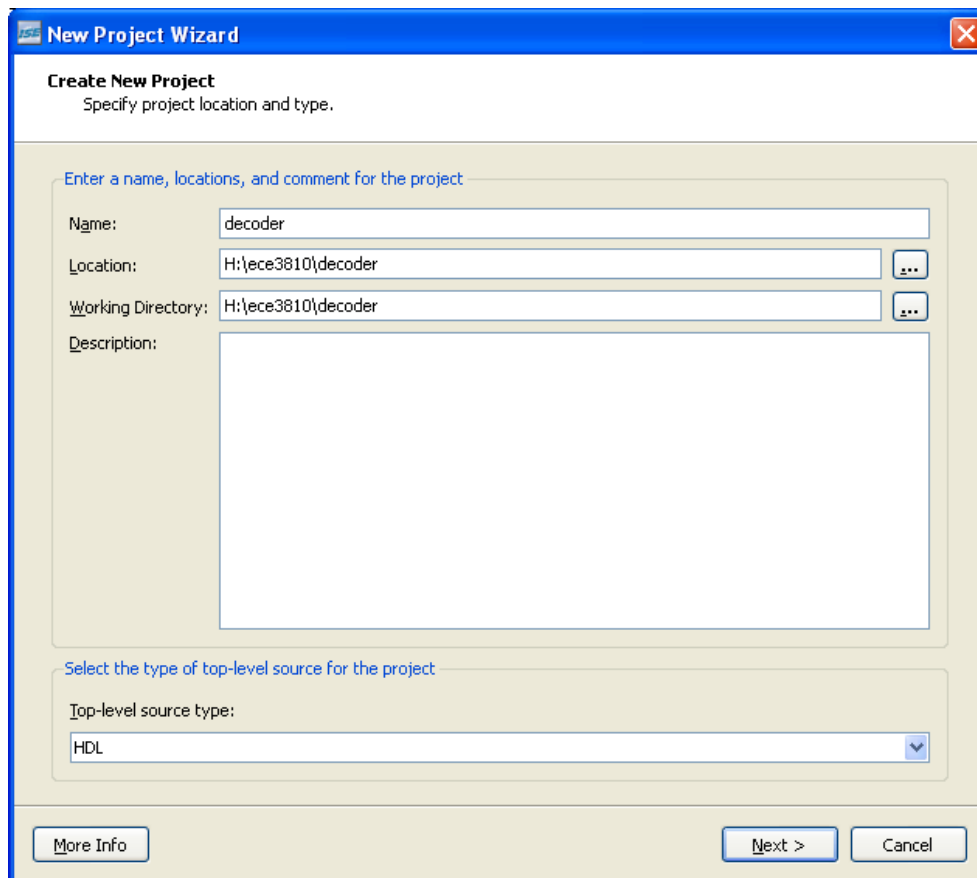 ISE New Project Wizard
Create New Project
Specify project location and type.
Enter a name, locations, and comment for the project
Name: decoder
Location: H:\ece3810\decoder ...
Working Directory: H:\ece3810\decoder ...
Description:
Select the type of top-level source for the project
Top-level source type:
HDL
More Info Next > Cancel